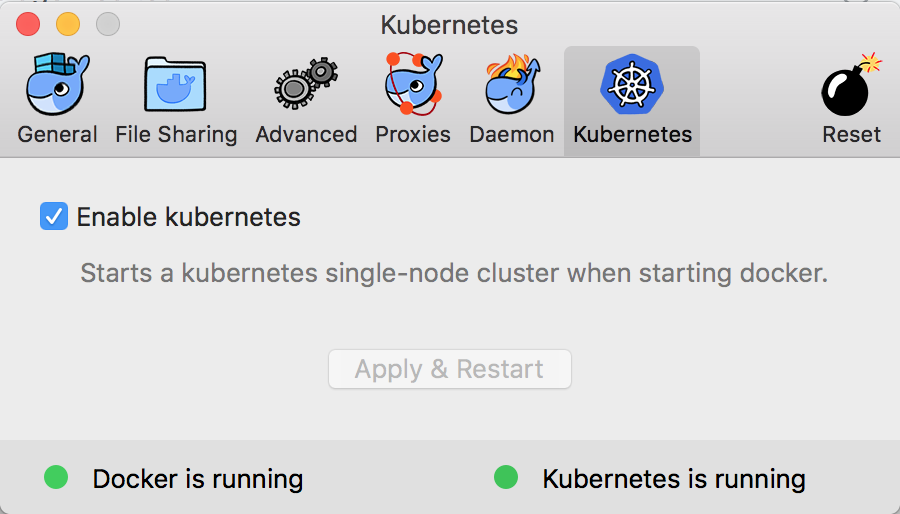 Kubernetes
General File Sharing Advanced Proxies Daemon Kubernetes Reset
Enable kubernetes
Starts a kubernetes single-node cluster when starting docker.
Apply & Restart
Docker is running Kubernetes is running